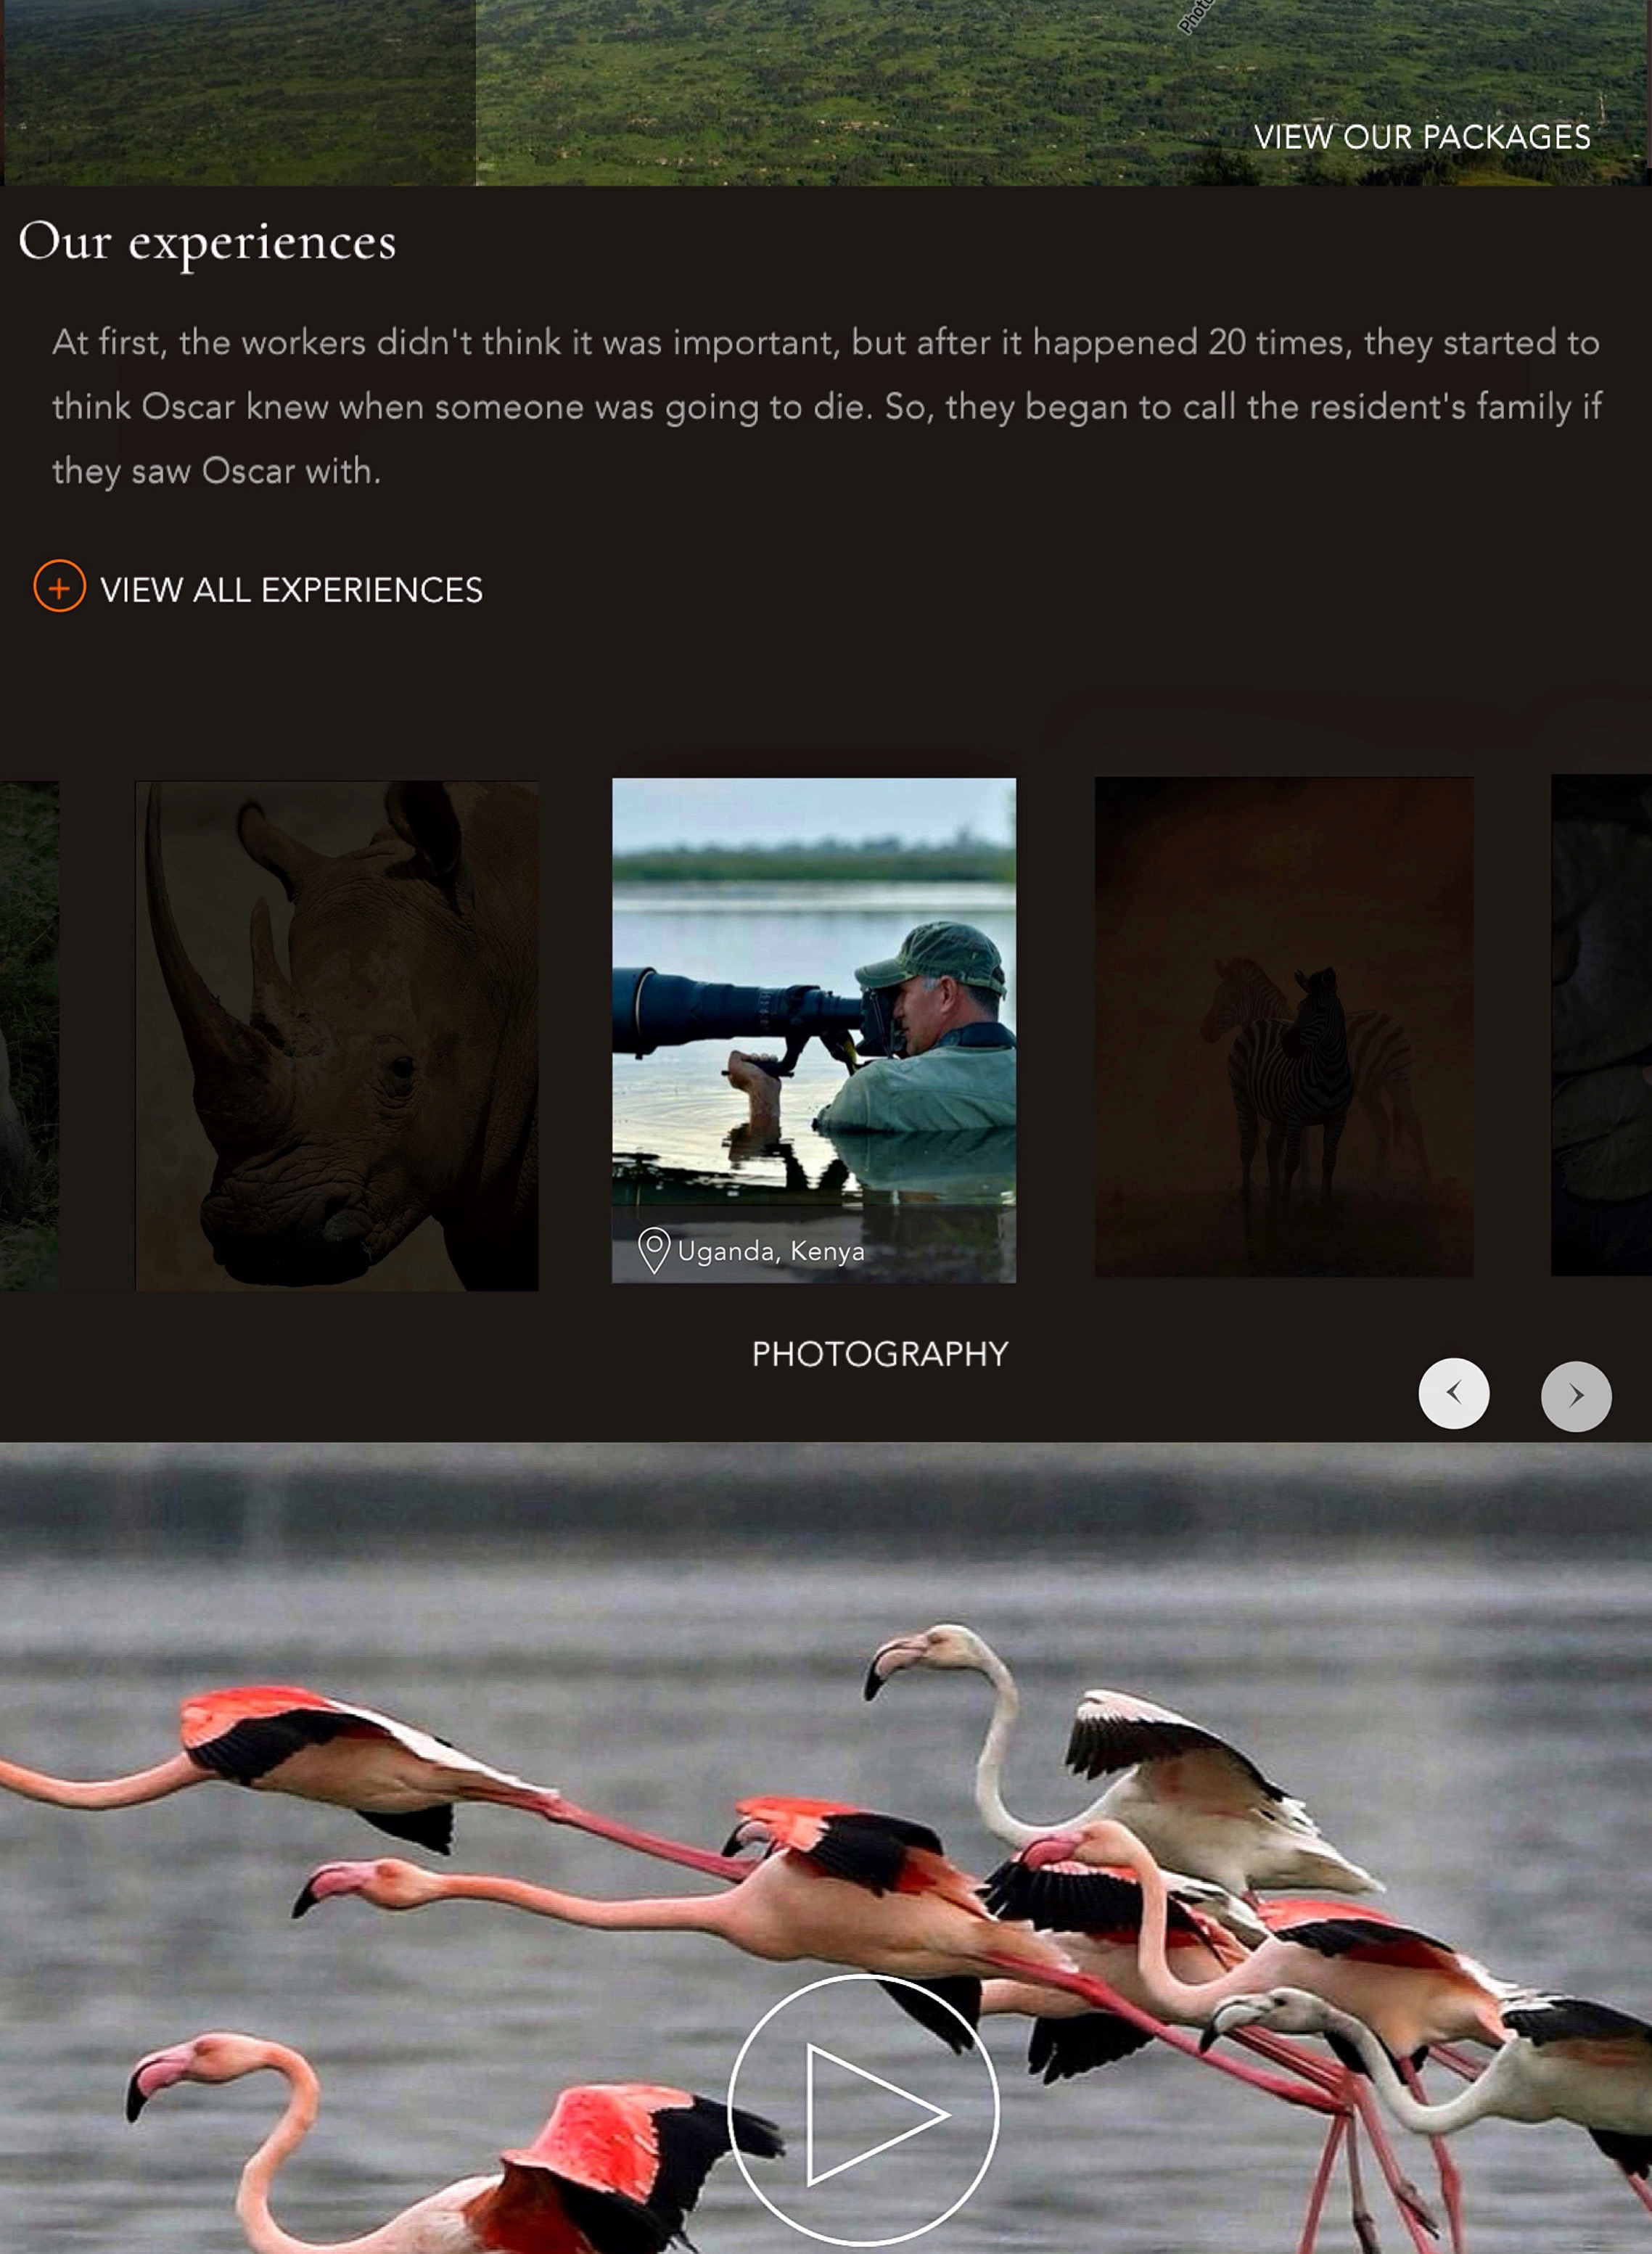 Photo
VIEW OUR PACKAGES
Our experiences
At first, the workers didn't think it was important, but after it happened 20 times, they started to
think Oscar knew when someone was going to die. So, they began to call the resident's family if
they saw Oscar with.
VIEW ALL EXPERIENCES
Uganda, Kenya
PHOTOGRAPHY